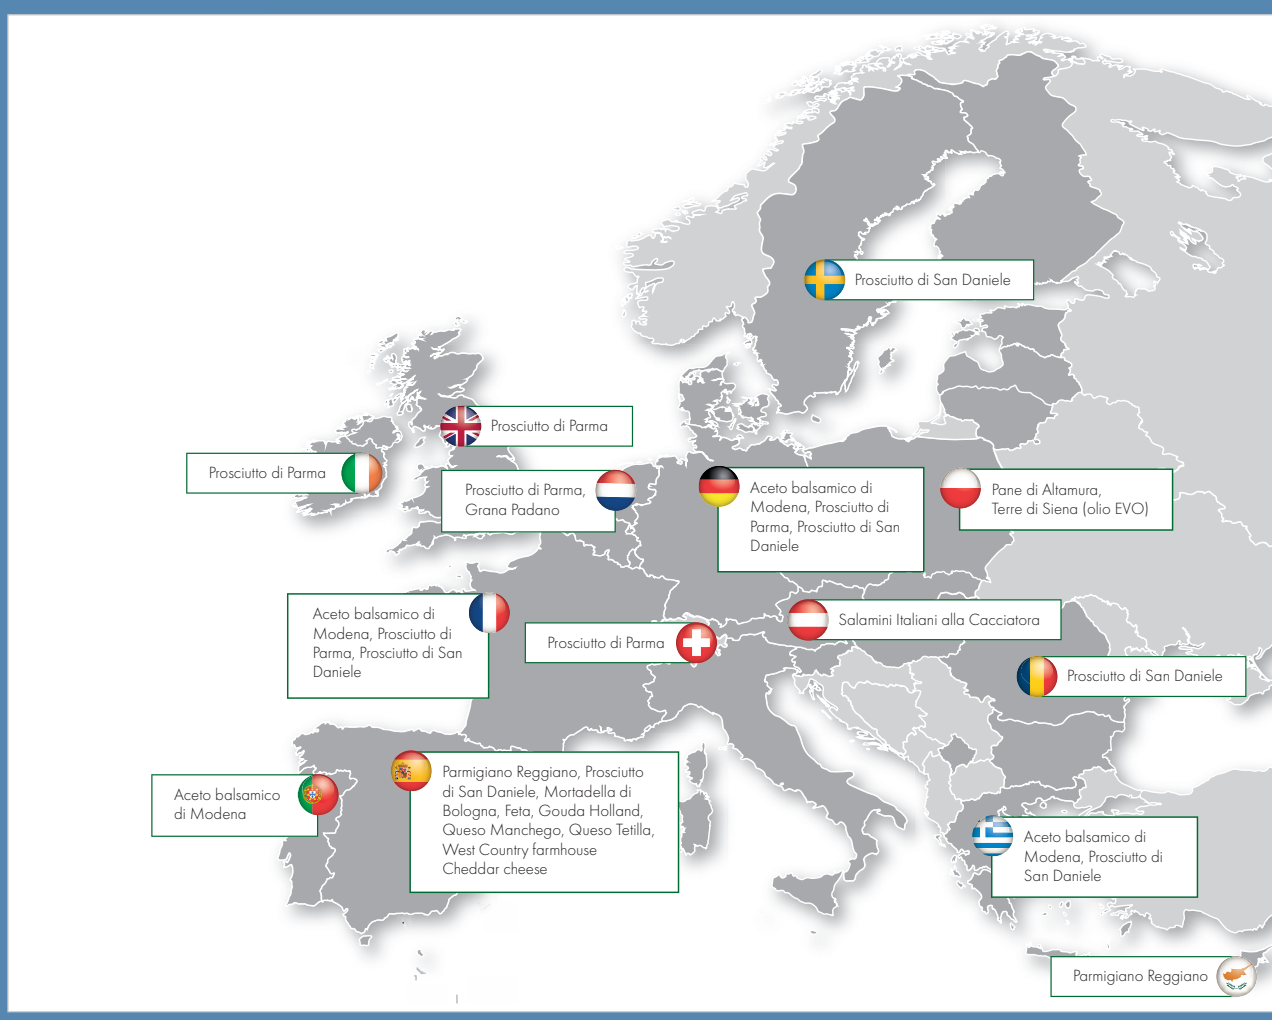 Prosciutto di San Daniele
Prosciutto di Parma
Prosciutto di Parma
Prosciutto di Parma,
Grana Padano
Aceto balsamico di
Modena, Prosciutto di
Parma, Prosciutto di San
Daniele
Pane di Altamura,
Terre di Siena (olio EVO)
Aceto balsamico di
Modena, Prosciutto di
Parma, Prosciutto di San
Daniele
Prosciutto di Parma
Salamini Italiani alla Cacciatora
Prosciutto di San Daniele
Aceto balsamico
di Modena
Parmigiano Reggiano, Prosciutto
di San Daniele, Mortadella di
Bologna, Feta, Gouda Holland,
Queso Manchego, Queso Tetilla,
West Country farmhouse
Cheddar cheese
Aceto balsamico di
Modena, Prosciutto di
San Daniele
Parmigiano Reggiano